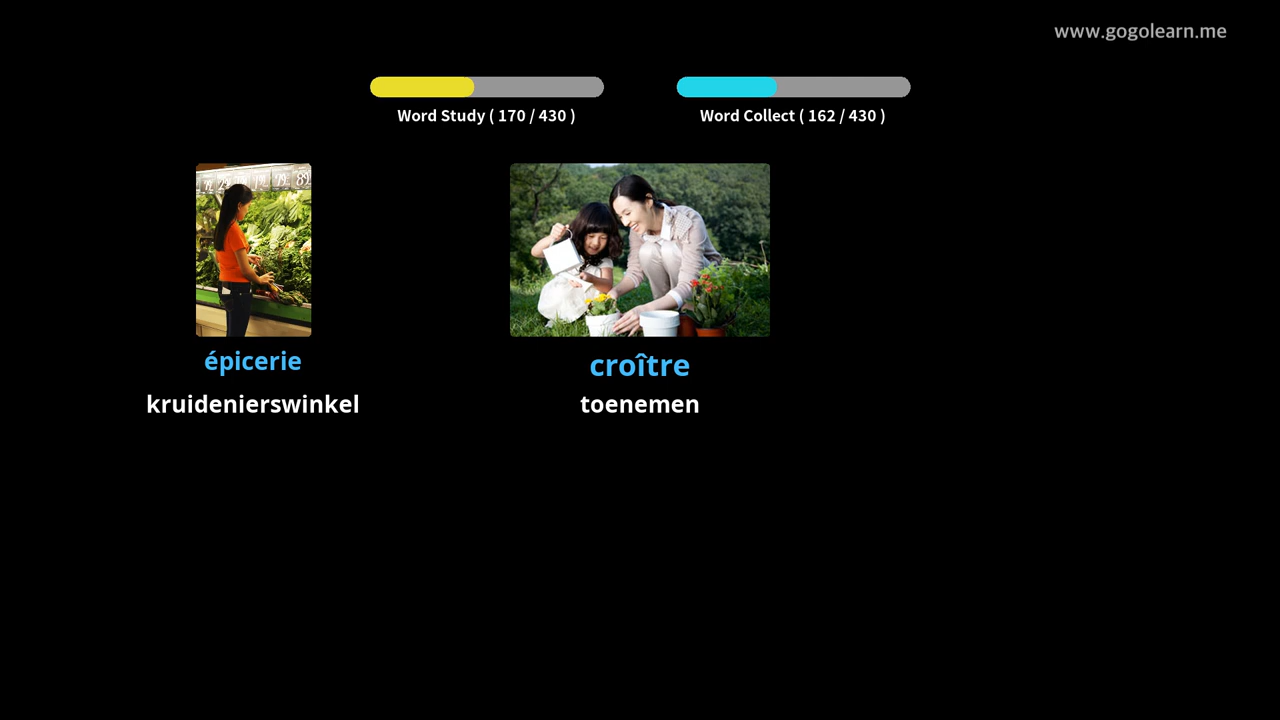 www.gogolearn.me
Word Study ( 170 / 430 )
Word Collect ( 162 / 430 )
épicerie
croître
kruidenierswinkel
toenemen